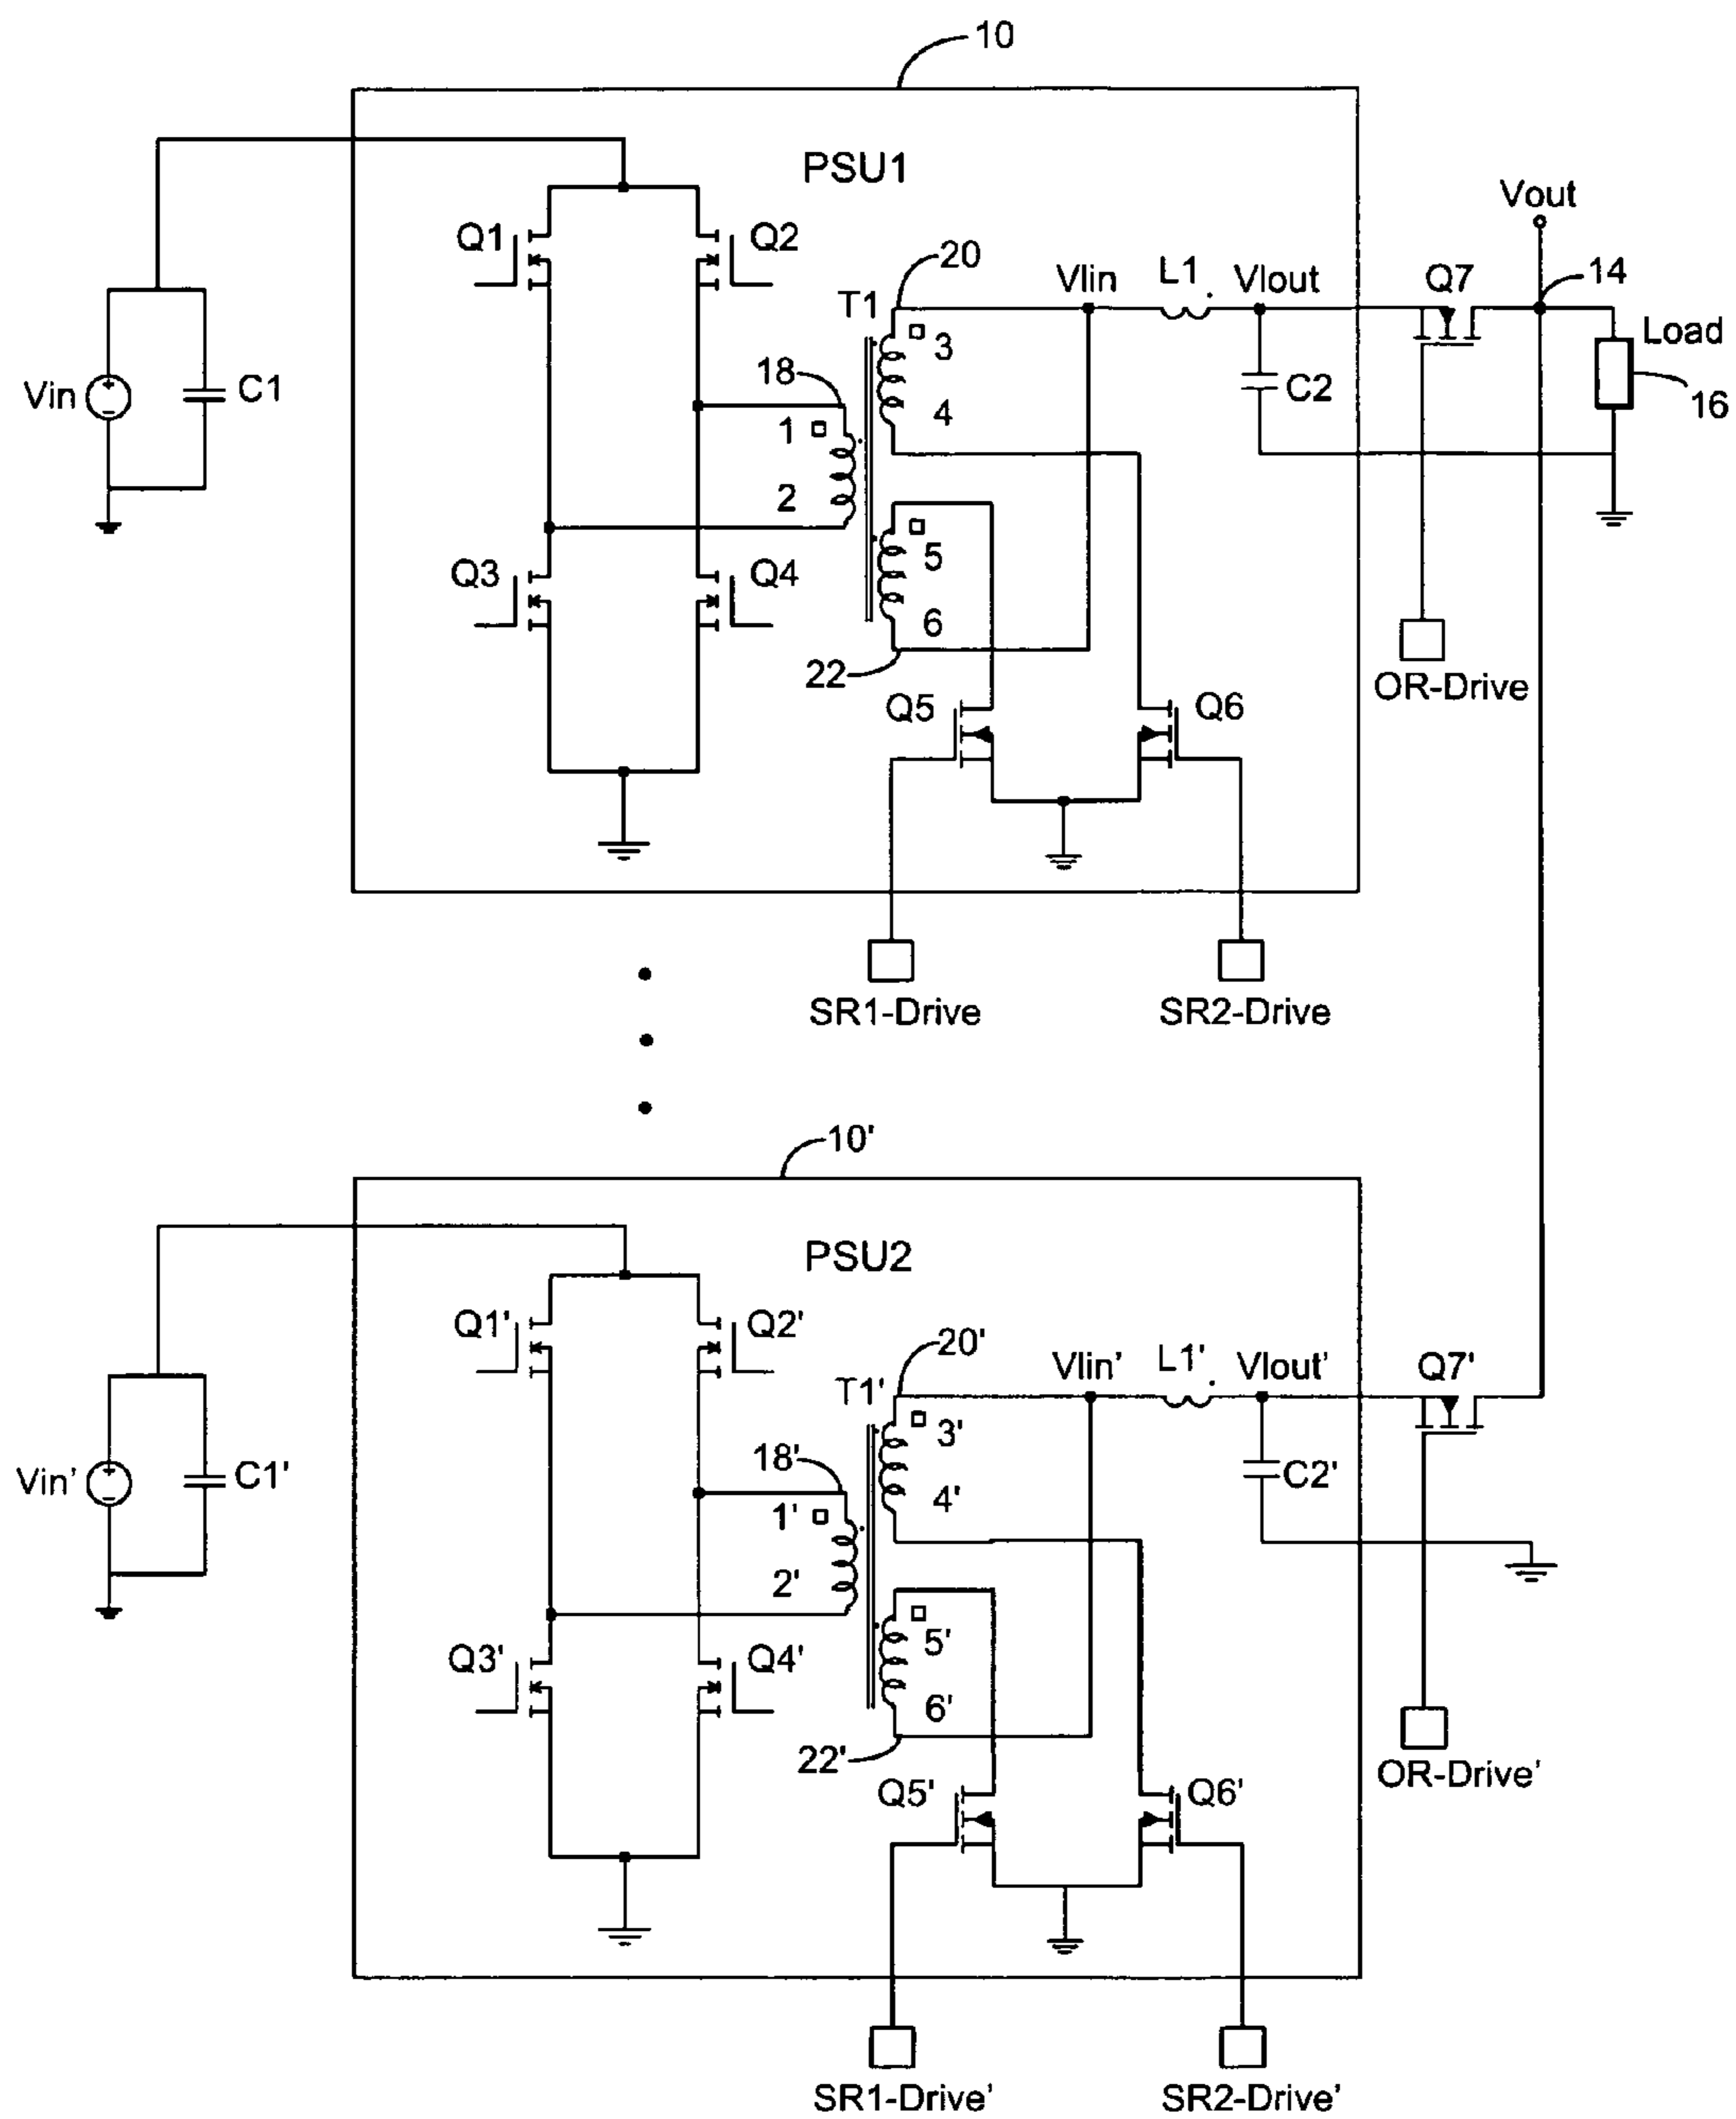 10
PSU1
Vout
Q1
Q2
20
Vlin
L1
Vlout
Q7
14
T1
3
Load
18
Vin
C1
1
4
C2
16
2
5
Q3
Q4
6
22
OR-Drive
Q5
Q6
SR1-Drive
SR2-Drive
10'
PSU2
Q1'
Q2'
20'
Vlin'
L1'
Vlout'
Q7'
T1'
3'
18'
Vin'
C1'
1'
4'
C2'
2'
5'
Q3'
Q4'
6'
22'
OR-Drive'
Q5'
Q6'
SR1-Drive'
SR2-Drive'